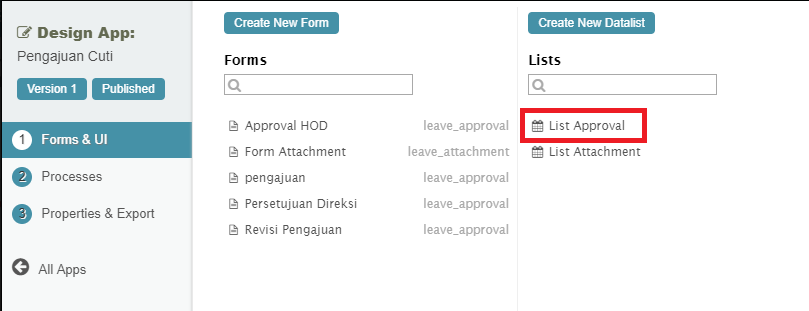 Design App:
Pengajuan Cuti
Version 1 Published
1 Forms & UI
2 Processes
3 Properties & Export
All Apps
Create New Form
Forms
Approval HOD leave_approval
Form Attachment leave_attachment
pengajuan leave_approval
Persetujuan Direksi leave_approval
Revisi Pengajuan leave_approval
Create New Datalist
Lists
List Approval
List Attachment